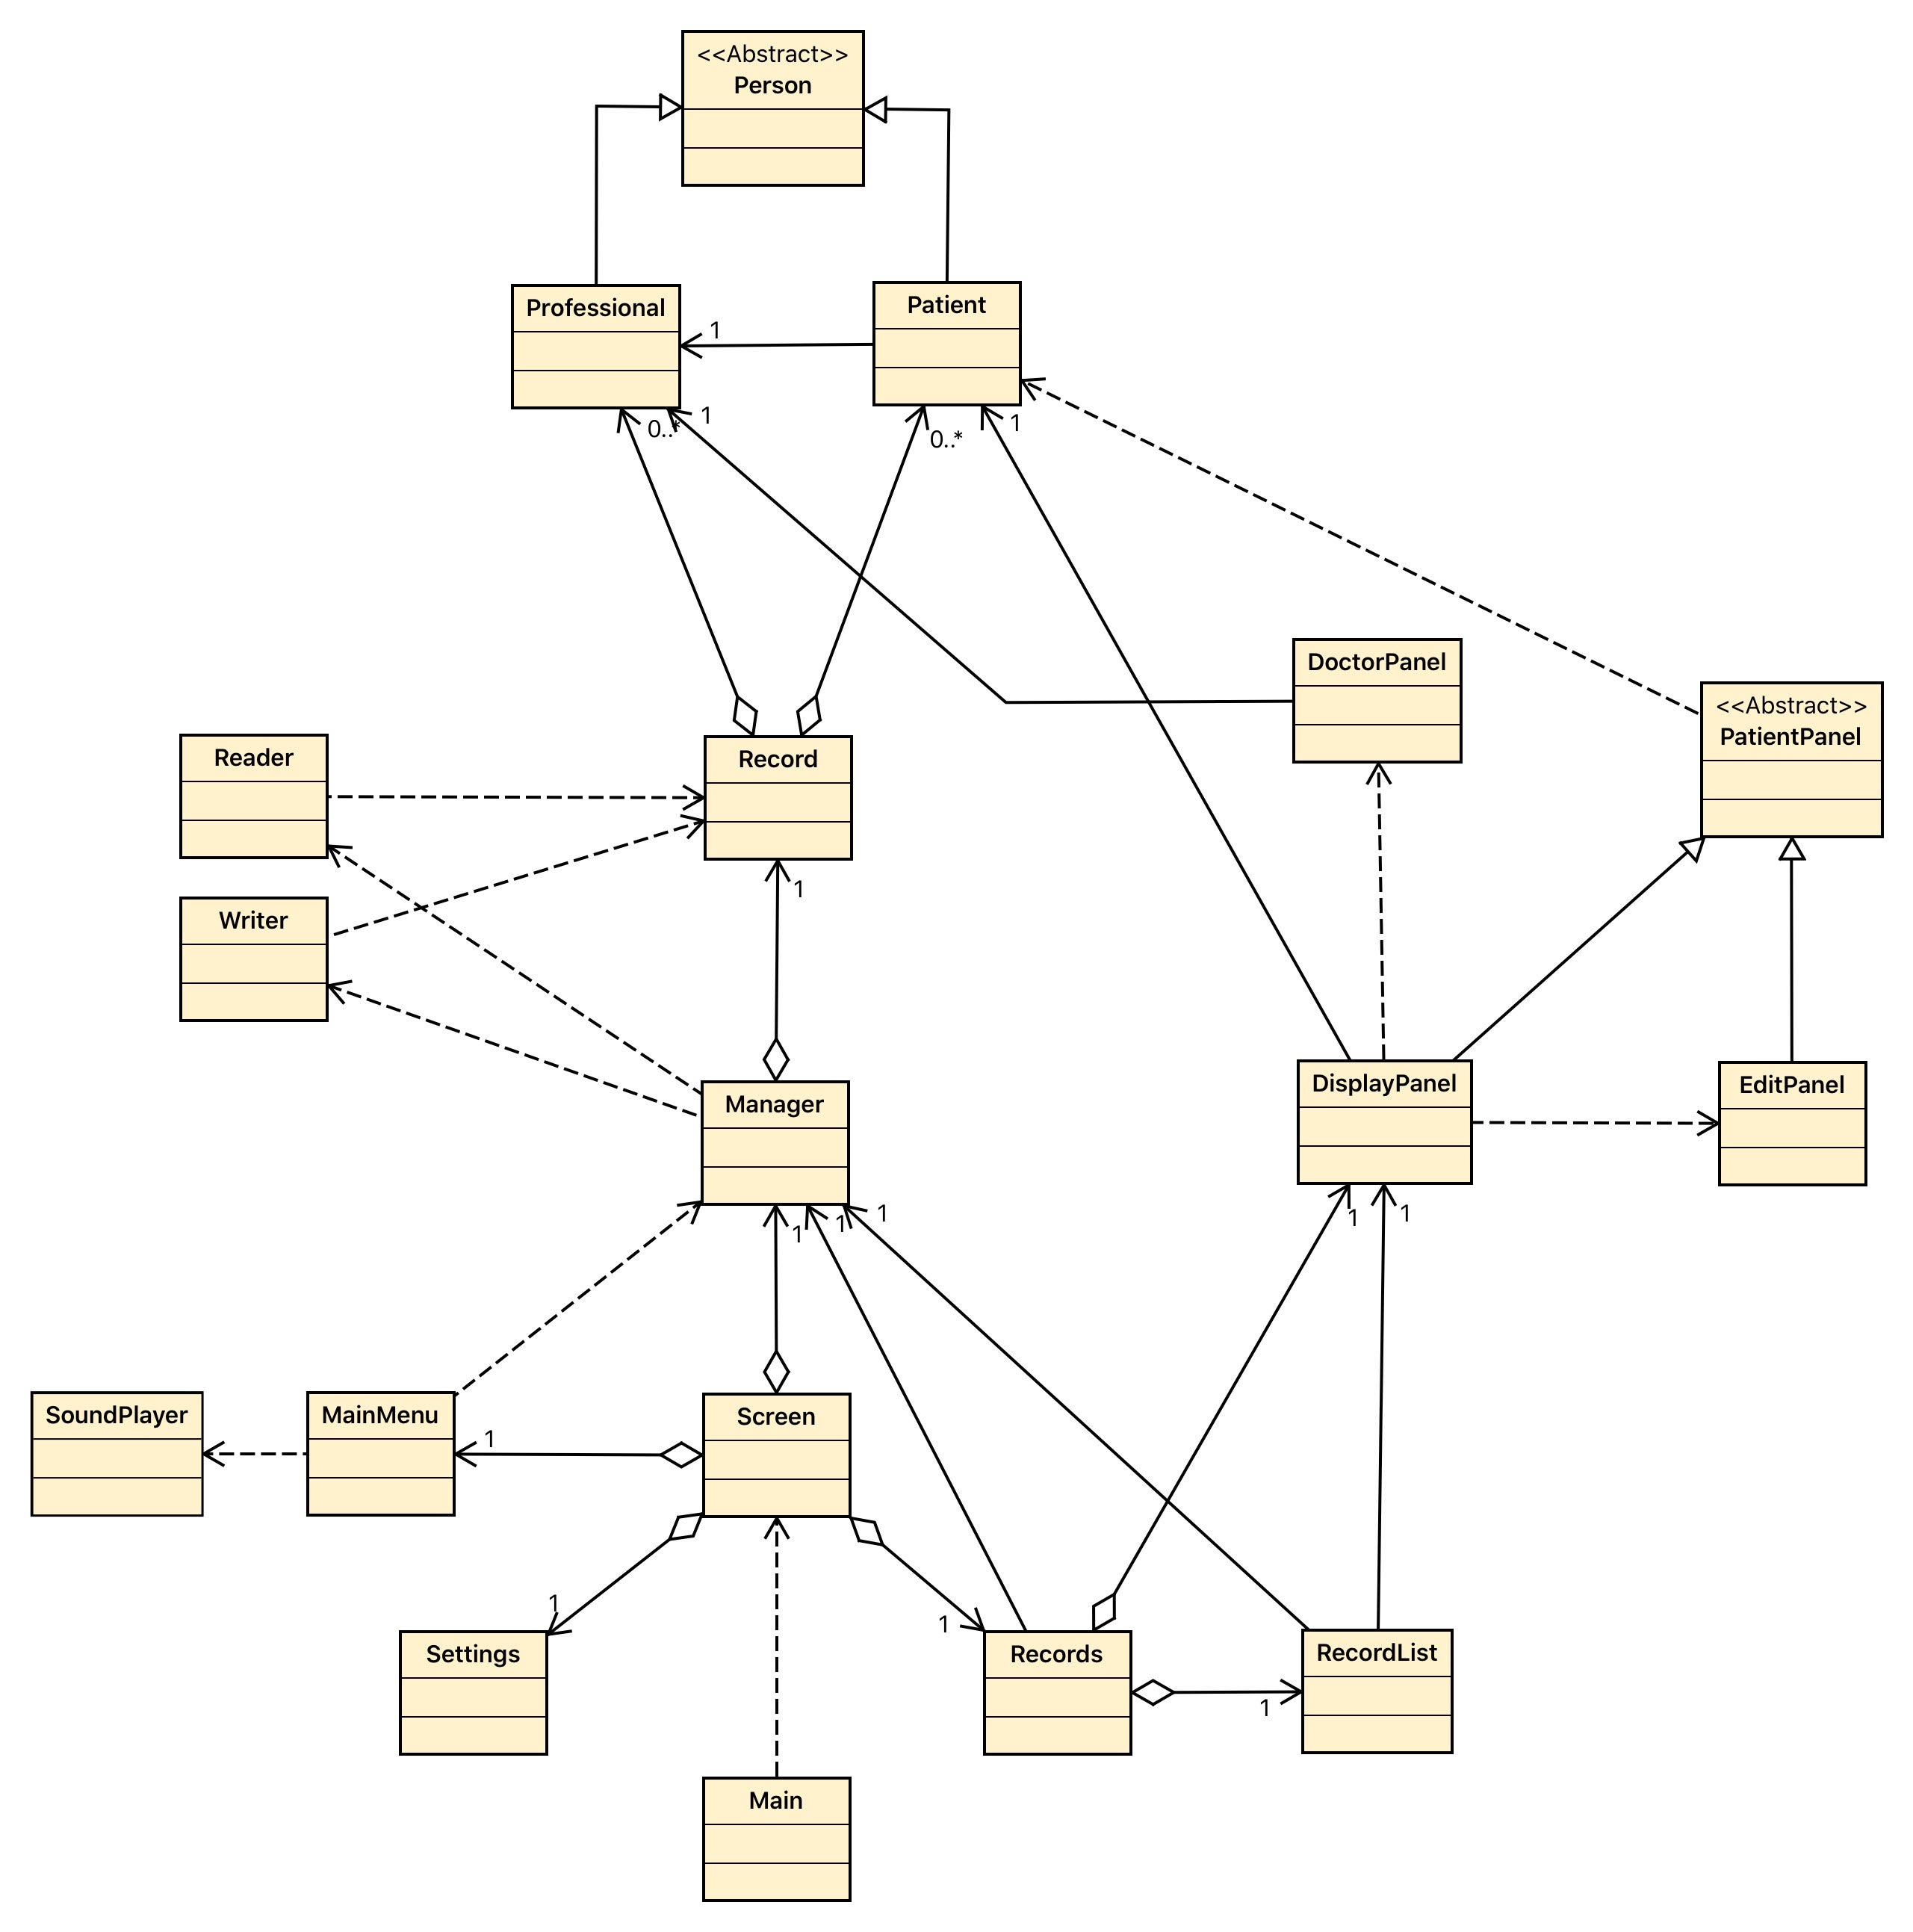 <<Abstract>>
Person
Professional
Patient
1
0..*
1
0..*
1
DoctorPanel
<<Abstract>>
PatientPanel
Reader
Record
Writer
1
Manager
DisplayPanel
EditPanel
1
1
1
1
1
SoundPlayer
MainMenu
1
Screen
1
1
Settings
Records
RecordList
1
Main